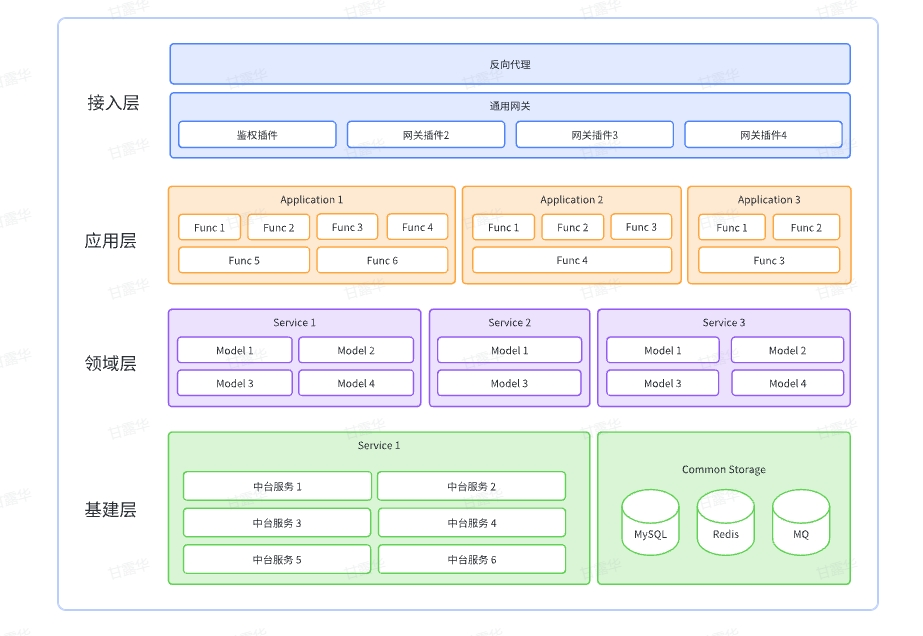 接入层
反向代理
通用网关
鉴权插件
网关插件2
网关插件3
网关插件4
应用层
Application 1
Func 1
Func 2
Func 3
Func 4
Func 5
Func 6
Application 2
Func 1
Func 2
Func 3
Func 4
Application 3
Func 1
Func 2
Func 3
领域层
Service 1
Model 1
Model 2
Model 3
Model 4
Service 2
Model 1
Model 3
Service 3
Model 1
Model 2
Model 3
Model 4
基建层
Service 1
中台服务 1
中台服务 2
中台服务 3
中台服务 4
中台服务 5
中台服务 6
Common Storage
MySQL
Redis
MQ
甘露华